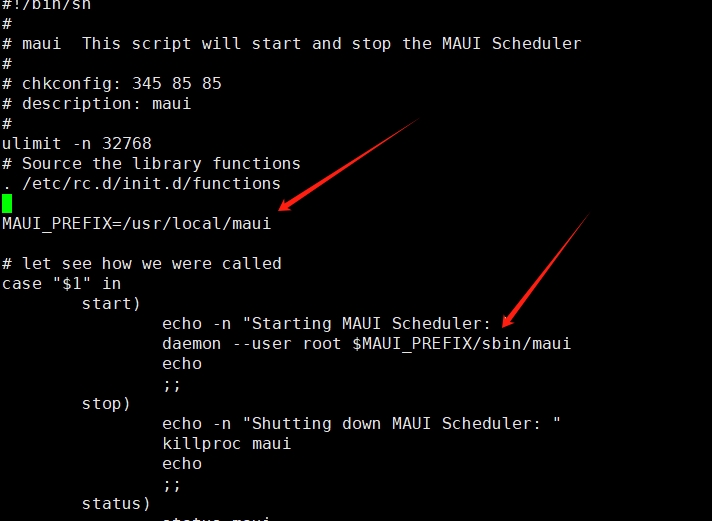 #!/bin/sh
#
# maui  This script will start and stop the MAUI Scheduler
#
# chkconfig: 345 85 85
# description: maui
#
ulimit -n 32768
# Source the library functions
. /etc/rc.d/init.d/functions
MAUI_PREFIX=/usr/local/maui
# let see how we were called
case "$1" in
        start)
                echo -n "Starting MAUI Scheduler:
                daemon --user root $MAUI_PREFIX/sbin/maui
                echo
                ;;
        stop)
                echo -n "Shutting down MAUI Scheduler: "
                killproc maui
                echo
                ;;
        status)
                status maui